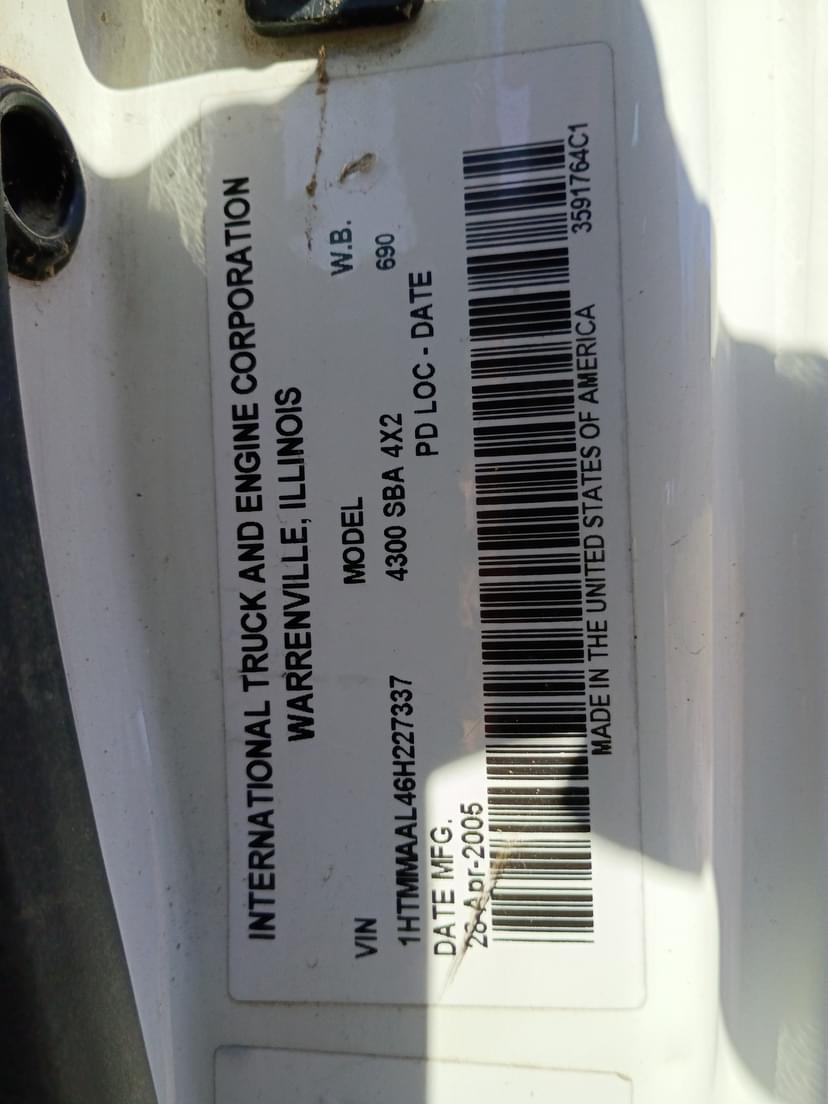 INTERNATIONAL TRUCK AND ENGINE CORPORATION
WARRENVILLE, ILLINOIS
VIN MODEL W.B.
1HTMMAAL46H227337 4300 SBA 4X2 690
DATE MFG. PD LOC - DATE
-Apr-2005
MADE IN THE UNITED STATES OF AMERICA 3591764C1